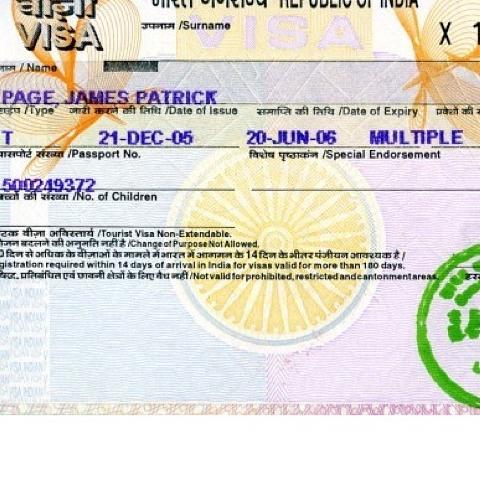 वीज़ा
VISA
भारत गणराज्य REPUBLIC OF INDIA
VISA
उपनाम /Surname
X 1
नाम / Name
PAGE, JAMES PATRICK
/Type जारी करने की तिथि /Date of Issue समाप्ति की तिथि /Date of Expiry प्रवेशों की
T 21-DEC-05 20-JUN-06 MULTIPLE
पासपोर्ट संख्या /Passport No. विशेष पृष्ठांकन /Special Endorsement
500249372
बच्चों की संख्या /No. of Children
वीज़ा अविस्तार्य /Tourist Visa Non-Extendable.
प्रयोजन बदलने की अनुमति नहीं है /Change of Purpose Not Allowed.
0 दिन से अधिक के वीज़ाओं के मामले में भारत में आगमन के 14 दिन के भीतर पंजीयन आवश्यक है /
gistration required within 14 days of arrival in India for visas valid for more than 180 days.
प्रतिबंधित एवं छावनी क्षेत्रों के लिए वैध नहीं /Not valid for prohibited, restricted and cantonment areas.